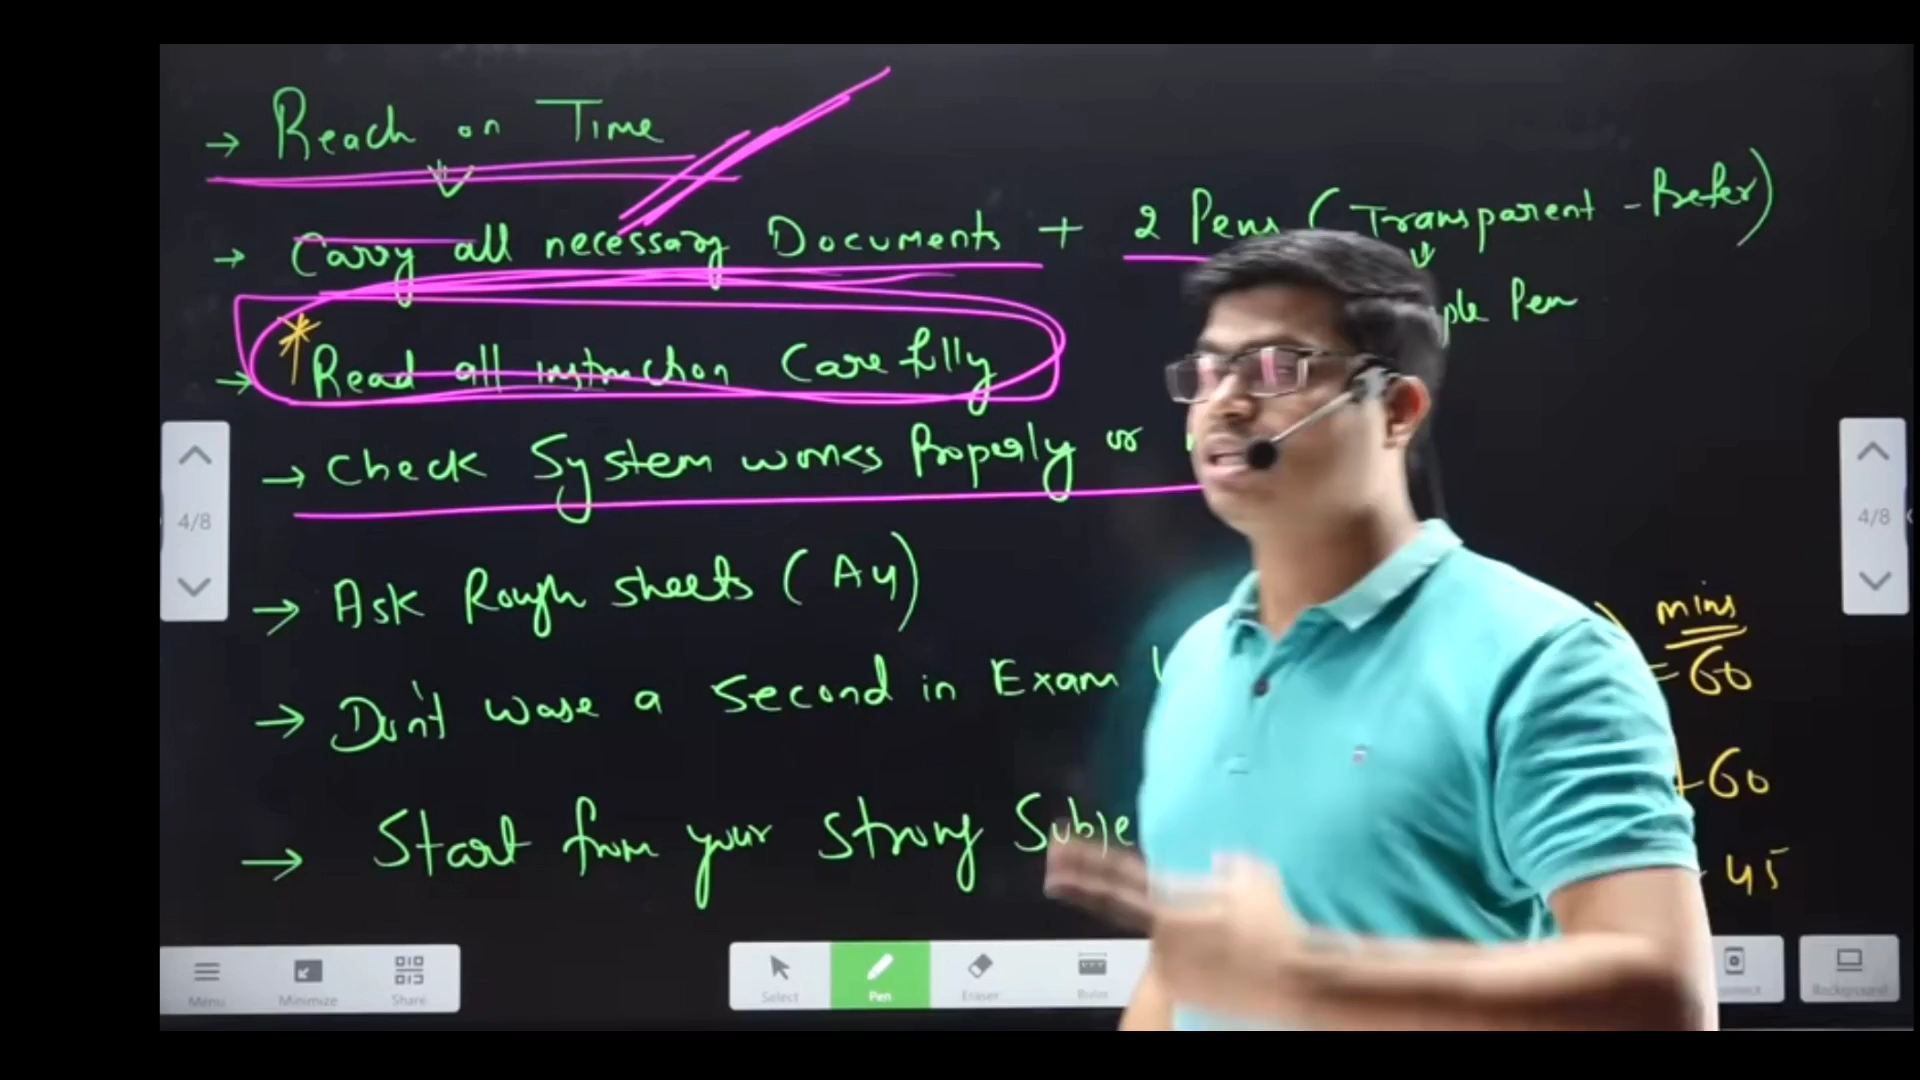 → Reach on Time
→ Carry all necessary Documents + 2 Pens (Transparent - Prefer)
Pen
→ * Read all instruction Carefully
→ Check System works Properly or
4/8
4/8
→ Ask Rough sheets (A4)
mins
= 60
→ Don't wase a second in Exam
60
→ Start from your strong Subje
45
Menu Minimize Share Select Pen Eraser Ruler Background